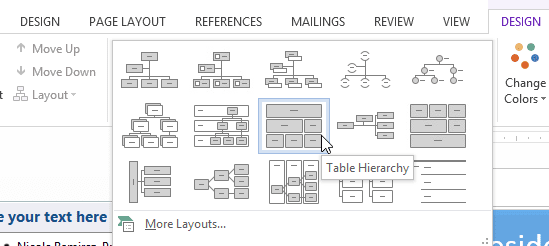 DESIGN PAGE LAYOUT REFERENCES MAILINGS REVIEW VIEW DESIGN
Move Up
Move Down
Layout
Change
Colors
Table Hierarchy
More Layouts...
e your text here